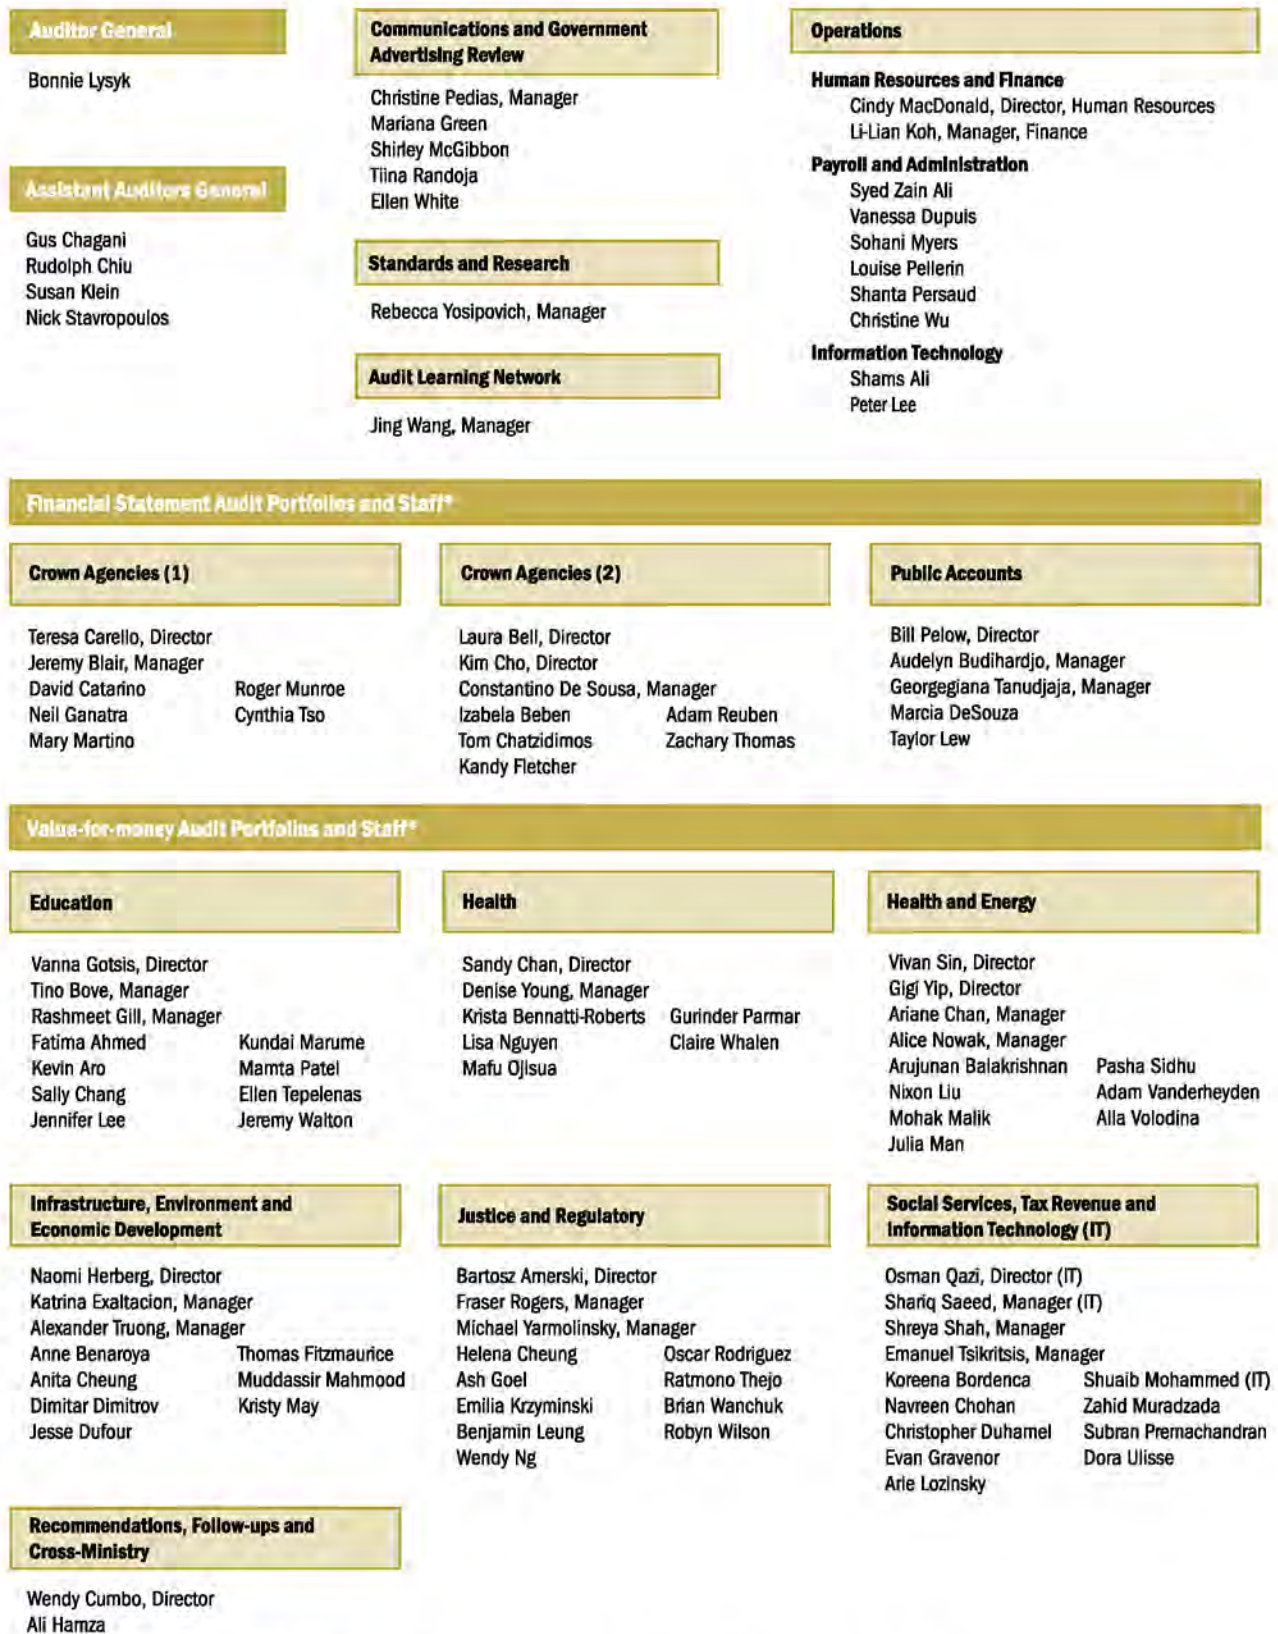 Auditor General
Bonnie Lysyk
Assistant Auditors General
Gus Chagani
Rudolph Chiu
Susan Klein
Nick Stavropoulos
Communications and Government
Advertising Review
Christine Pedias, Manager
Mariana Green
Shirley McGibbon
Tiina Randoja
Ellen White
Standards and Research
Rebecca Yosipovich, Manager
Audit Learning Network
Jing Wang, Manager
Operations
Human Resources and Finance
Cindy MacDonald, Director, Human Resources
Li-Lian Koh, Manager, Finance
Payroll and Administration
Syed Zain Ali
Vanessa Dupuis
Sohani Myers
Louise Pellerin
Shanta Persaud
Christine Wu
Information Technology
Shams Ali
Peter Lee
Financial Statement Audit Portfolios and Staff*
Crown Agencies (1)
Teresa Carello, Director
Jeremy Blair, Manager
David Catarino
Neil Ganatra
Mary Martino
Roger Munroe
Cynthia Tso
Crown Agencies (2)
Laura Bell, Director
Kim Cho, Director
Constantino De Sousa, Manager
Izabela Beben
Tom Chatzidimos
Kandy Fletcher
Adam Reuben
Zachary Thomas
Public Accounts
Bill Pelow, Director
Audelyn Budihardjo, Manager
Georgegiana Tanudjaja, Manager
Marcia DeSouza
Taylor Lew
Value-for-money Audit Portfolios and Staff*
Education
Vanna Gotsis, Director
Tino Bove, Manager
Rashmeet Gill, Manager
Fatima Ahmed
Kevin Aro
Sally Chang
Jennifer Lee
Kundai Marume
Mamta Patel
Ellen Tepelenas
Jeremy Walton
Health
Sandy Chan, Director
Denise Young, Manager
Krista Bennatti-Roberts
Lisa Nguyen
Mafu Ojisua
Gurinder Parmar
Claire Whalen
Health and Energy
Vivan Sin, Director
Gigi Yip, Director
Ariane Chan, Manager
Alice Nowak, Manager
Arujunan Balakrishnan
Nixon Liu
Mohak Malik
Julia Man
Pasha Sidhu
Adam Vanderheyden
Alla Volodina
Infrastructure, Environment and
Economic Development
Naomi Herberg, Director
Katrina Exaltacion, Manager
Alexander Truong, Manager
Anne Benaroya
Anita Cheung
Dimitar Dimitrov
Jesse Dufour
Thomas Fitzmaurice
Muddassir Mahmood
Kristy May
Justice and Regulatory
Bartosz Amerski, Director
Fraser Rogers, Manager
Michael Yarmolinsky, Manager
Helena Cheung
Ash Goel
Emilia Krzyminski
Benjamin Leung
Wendy Ng
Oscar Rodriguez
Ratmono Thejo
Brian Wanchuk
Robyn Wilson
Social Services, Tax Revenue and
Information Technology (IT)
Osman Qazi, Director (IT)
Shariq Saeed, Manager (IT)
Shreya Shah, Manager
Emanuel Tsikritsis, Manager
Koreena Bordenca
Navreen Chohan
Christopher Duhamel
Evan Gravenor
Arie Lozinsky
Shuaib Mohammed (IT)
Zahid Muradzada
Subran Premachandran
Dora Ulisse
Recommendations, Follow-ups and
Cross-Ministry
Wendy Cumbo, Director
Ali Hamza